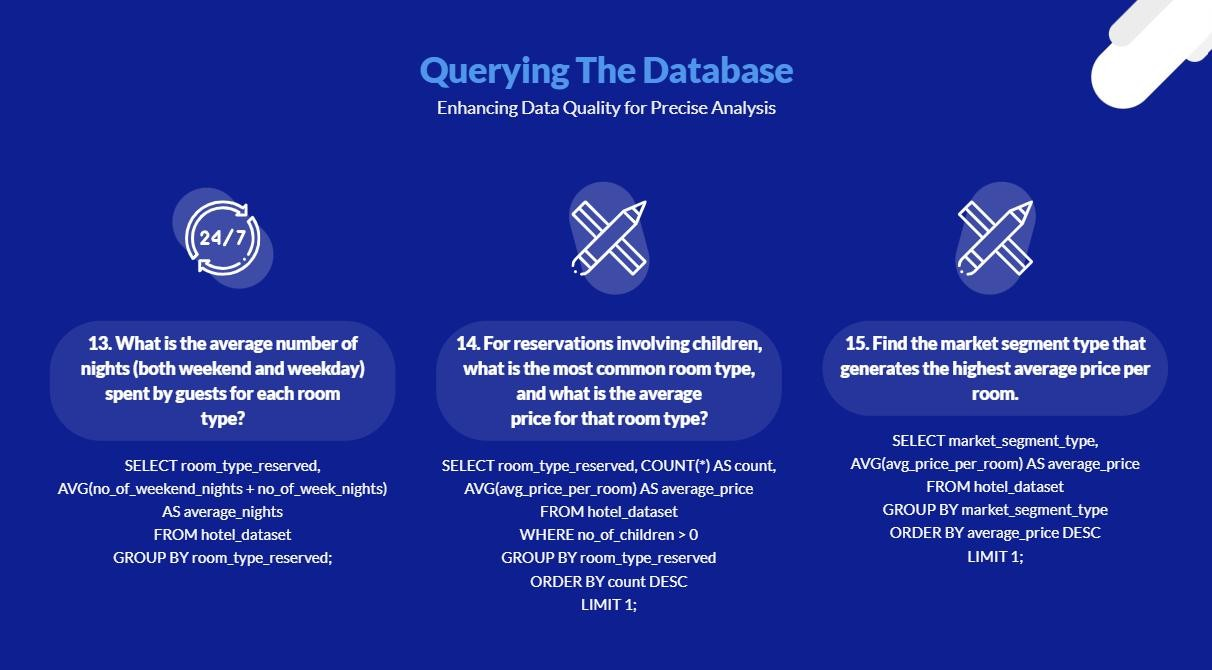 Querying The Database
Enhancing Data Quality for Precise Analysis
24/7
13. What is the average number of
nights (both weekend and weekday)
spent by guests for each room
type?
SELECT room_type_reserved,
AVG(no_of_weekend_nights + no_of_week_nights)
AS average_nights
FROM hotel_dataset
GROUP BY room_type_reserved;
14. For reservations involving children,
what is the most common room type,
and what is the average
price for that room type?
SELECT room_type_reserved, COUNT(*) AS count,
AVG(avg_price_per_room) AS average_price
FROM hotel_dataset
WHERE no_of_children > 0
GROUP BY room_type_reserved
ORDER BY count DESC
LIMIT 1;
15. Find the market segment type that
generates the highest average price per
room.
SELECT market_segment_type,
AVG(avg_price_per_room) AS average_price
FROM hotel_dataset
GROUP BY market_segment_type
ORDER BY average_price DESC
LIMIT 1;